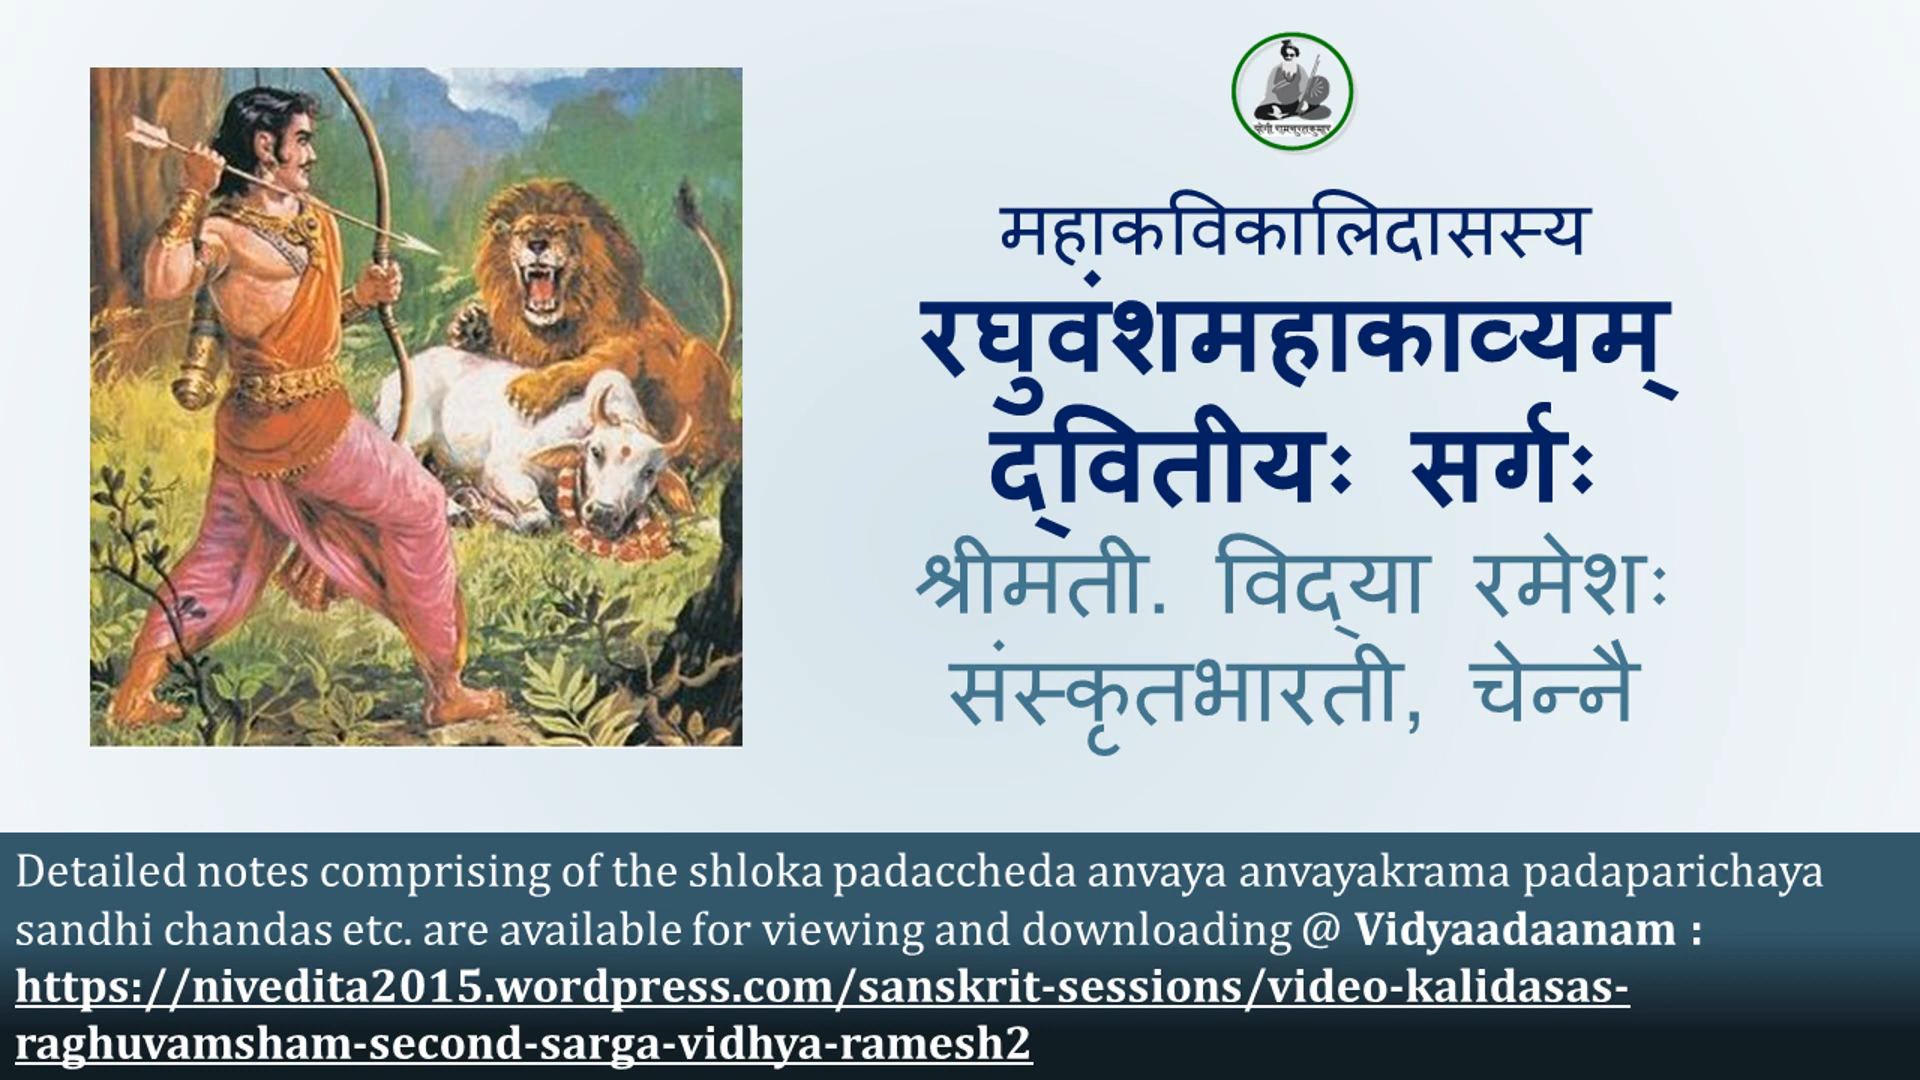 योगी रामसुरतकुमार
महाकविकालिदासस्य
रघुवंशमहाकाव्यम्
द्वितीयः सर्गः
श्रीमती. विद्या रमेशः
संस्कृतभारती, चेन्नै
Detailed notes comprising of the shloka padaccheda anvaya anvayakrama padaparichaya
sandhi chandas etc. are available for viewing and downloading @ Vidyaadaanam :
https://nivedita2015.wordpress.com/sanskrit-sessions/video-kalidasas-
raghuvamsham-second-sarga-vidhya-ramesh2